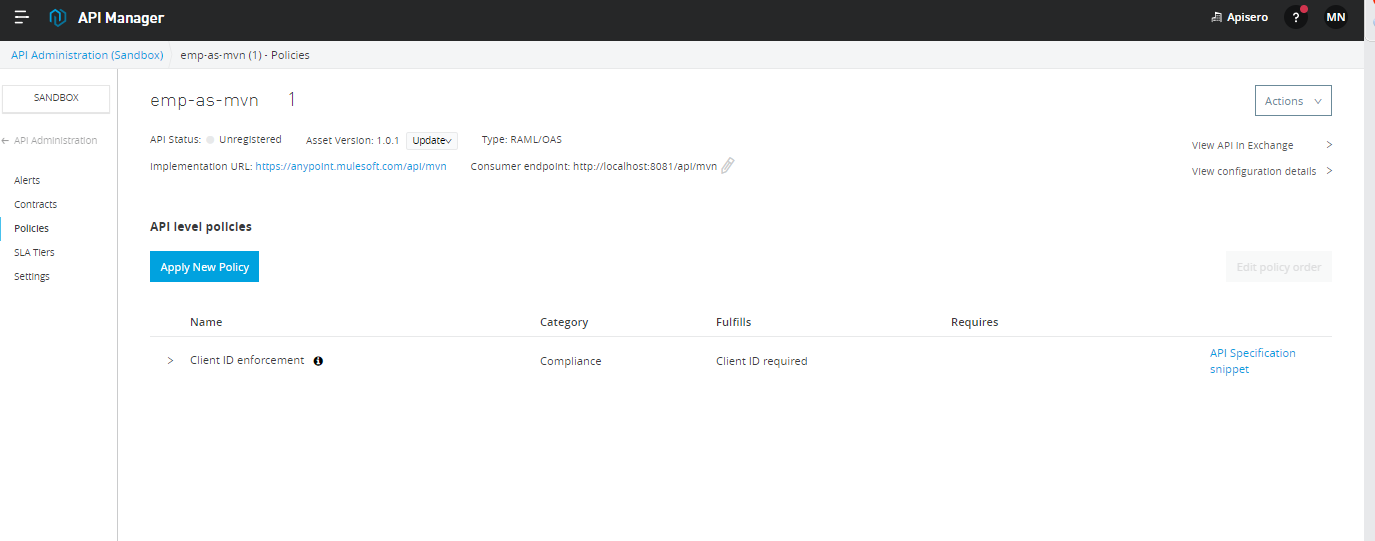 API Manager
Apisero ? MN
API Administration (Sandbox) emp-as-mvn (1) - Policies
SANDBOX
API Administration
Alerts
Contracts
Policies
SLA Tiers
Settings
emp-as-mvn 1
Actions
API Status: Unregistered Asset Version: 1.0.1 Update Type: RAML/OAS
Implementation URL: https://anypoint.mulesoft.com/api/mvn Consumer endpoint: http://localhost:8081/api/mvn
View API in Exchange >
View configuration details >
API level policies
Apply New Policy
Edit policy order
Name Category Fulfills Requires
> Client ID enforcement Compliance Client ID required
API Specification
snippet